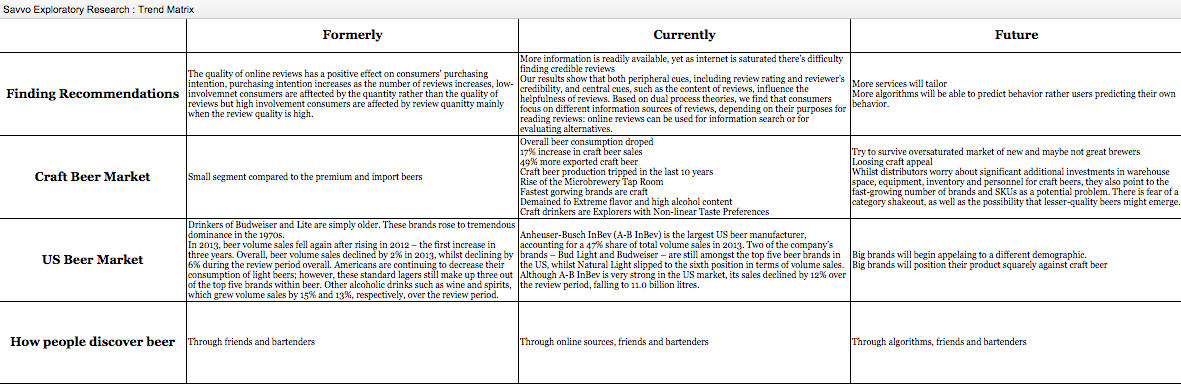 Savvo Exploratory Research : Trend Matrix
Formerly
Currently
Future
Finding Recommendations
The quality of online reviews has a positive effect on consumers' purchasing
intention, purchasing intention increases as the number of reviews increases, low-
involvemnet consumers are afftected by the quantity rather than the quality of
reviews but high involvement consumers are affected by review quanitty mainly
when the review quality is high.
More information is readily available, yet as internet is saturated there's difficulty
finding credible reviews
Our results show that both peripheral cues, including review rating and reviewer's
credibility, and central cues, such as the content of reviews, influence the
helpfulness of reviews. Based on dual process theories, we find that consumers
focus on different information sources of reviews, depending on their purposes for
reading reviews: online reviews can be used for information search or for
evaluating alternatives.
More services will tailor
More algorithms will be able to predict behavior rather users predicting their own
behavior.
Craft Beer Market
Small segment compared to the premium and import beers
Overall beer consumption droped
17% increase in craft beer sales
49% more exported craft beer
Craft beer production tripped in the last 10 years
Rise of the Microbrewery Tap Room
Fastest gorwing brands are craft
Demained fo Extreme flavor and high alcohol content
Craft drinkers are Explorers with Non-linear Taste Preferences
Try to survive oversaturated market of new and maybe not great brewers
Loosing craft appeal
Whilst distributors worry about significant additional investments in warehouse
space, equipment, inventory and personnel for craft beers, they also point to the
fast-growing number of brands and SKUs as a potential problem. There is fear of a
category shakeout, as well as the possibility that lesser-quality beers might emerge.
US Beer Market
Drinkers of Budweiser and Lite are simply older. These brands rose to tremendous
dominance in the 1970s.
In 2013, beer volume sales fell again after rising in 2012 – the first increase in
three years. Overall, beer volume sales declined by 2% in 2013, whilst declining by
6% during the review period overall. Americans are continuing to decrease their
consumption of light beers; however, these standard lagers still make up three out
of the top five brands within beer. Other alcoholic drinks such as wine and spirits,
which grew volume sales by 15% and 13%, respectively, over the review period.
Anheuser-Busch InBev (A-B InBev) is the largest US beer manufacturer,
accounting for a 47% share of total volume sales in 2013. Two of the company's
brands – Bud Light and Budweiser – are still amongst the top five beer brands in
the US, whilst Natural Light slipped to the sixth position in terms of volume sales.
Although A-B InBev is very strong in the US market, its sales declined by 12% over
the review period, falling to 11.0 billion litres.
Big brands will begin appelaing to a different demographic.
Big brands will position their product squarely against craft beer
How people discover beer
Through friends and bartenders
Through online sources, friends and bartenders
Through algorithms, friends and bartenders